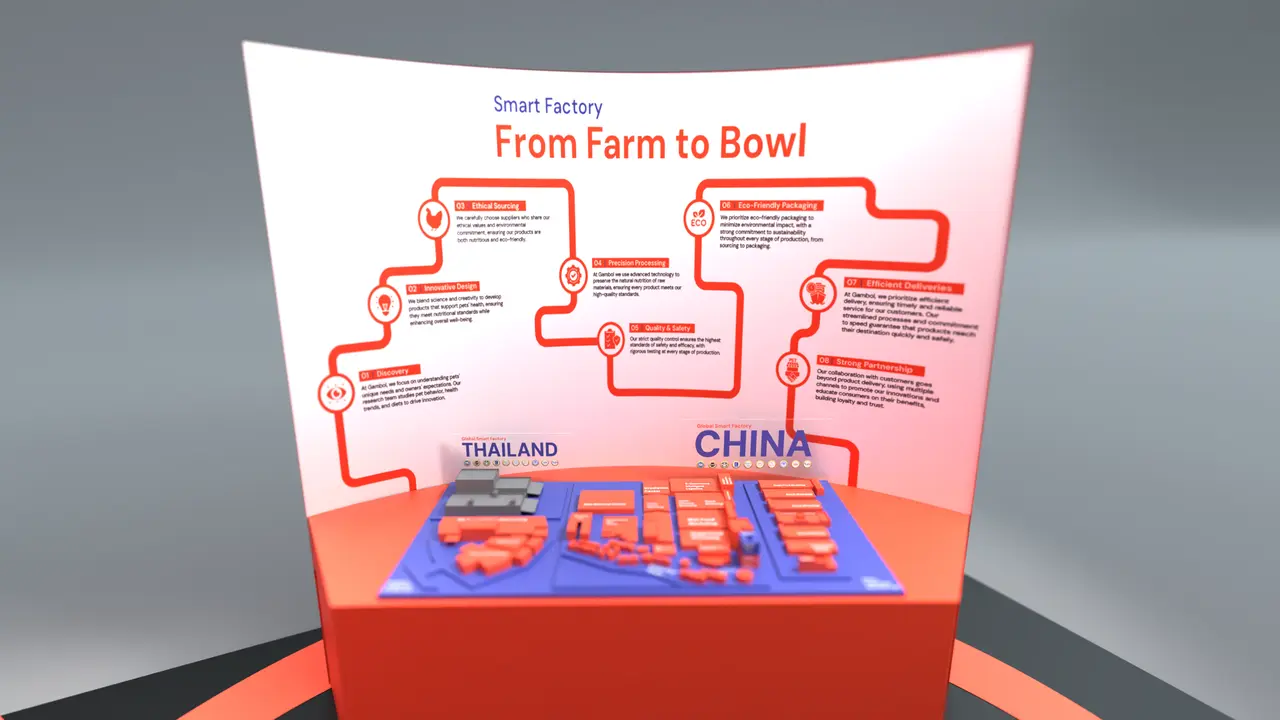 Smart Factory
From Farm to Bowl
01 Discovery
At Gambol, we focus on understanding pets'
unique needs and owners' expectations. Our
research team studies pet behavior, health
trends, and diets to drive innovation.
02 Innovative Design
We blend science and creativity to develop
products that support pets' health, ensuring
they meet nutritional standards while
enhancing overall well-being.
03 Ethical Sourcing
We carefully choose suppliers who share our
ethical values and environmental
commitment, ensuring our products are
both nutritious and eco-friendly.
04 Precision Processing
At Gambol we use advanced technology to
preserve the natural nutrition of raw
materials, ensuring every product meets our
high-quality standards.
05 Quality & Safety
Our strict quality control ensures the highest
standards of safety and efficacy, with
rigorous testing at every stage of production.
ECO
06 Eco-Friendly Packaging
We prioritize eco-friendly packaging to
minimize environmental impact, with a
strong commitment to sustainability
throughout every stage of production, from
sourcing to packaging.
07 Efficient Deliveries
At Gambol, we prioritize efficient
delivery, ensuring timely and reliable
service for our customers. Our
streamlined processes and commitment
to speed guarantee that products reach
their destination quickly and safely.
PET
08 Strong Partnership
Our collaboration with customers goes
beyond product delivery, using multiple
channels to promote our innovations and
educate consumers on their benefits,
building loyalty and trust.
Global Smart Factory
THAILAND
Global Smart Factory
CHINA